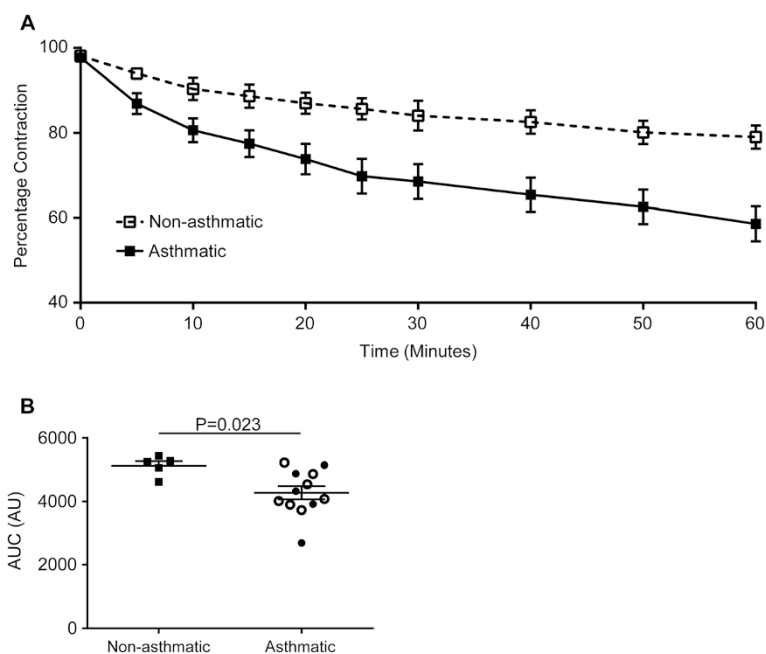 A
100
80
60
40
Percentage Contraction
Non-asthmatic
Asthmatic
0 10 20 30 40 50 60
Time (Minutes)
B
P=0.023
6000
4000
2000
0
AUC (AU)
Non-asthmatic Asthmatic